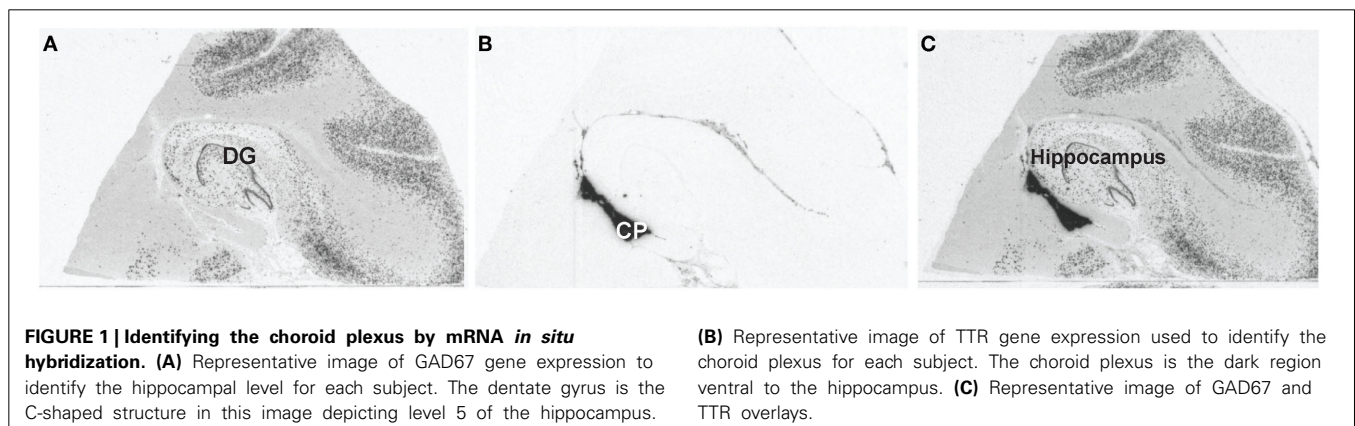 A
B
C
DG
CP
Hippocampus
FIGURE 1 | Identifying the choroid plexus by mRNA in situ
hybridization. (A) Representative image of GAD67 gene expression to
identify the hippocampal level for each subject. The dentate gyrus is the
C-shaped structure in this image depicting level 5 of the hippocampus.
(B) Representative image of TTR gene expression used to identify the
choroid plexus for each subject. The choroid plexus is the dark region
ventral to the hippocampus. (C) Representative image of GAD67 and
TTR overlays.